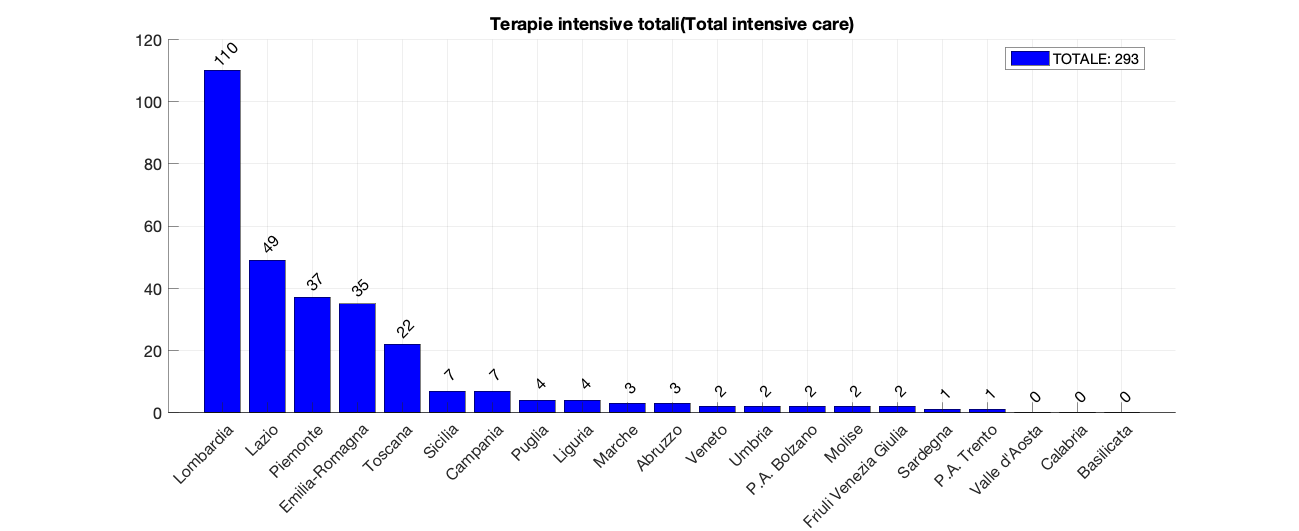 Terapie intensive totali(Total intensive care)
TOTALE: 293
120
100
80
60
40
20
0
110
49
37
35
22
7
7
4
4
3
3
2
2
2
2
2
1
1
0
0
0
Lombardia
Lazio
Piemonte
Emilia-Romagna
Toscana
Sicilia
Campania
Puglia
Liguria
Marche
Abruzzo
Veneto
Umbria
P.A. Bolzano
Molise
Friuli Venezia Giulia
Sardegna
P.A. Trento
Valle d'Aosta
Calabria
Basilicata